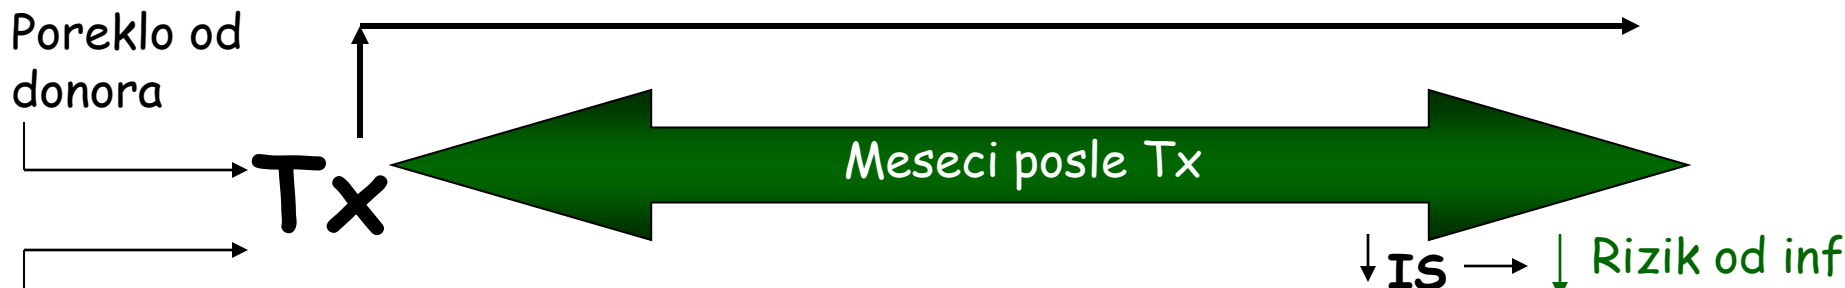 Poreklo od
donora
Meseci posle Tx
Tx
IS
Rizik od inf